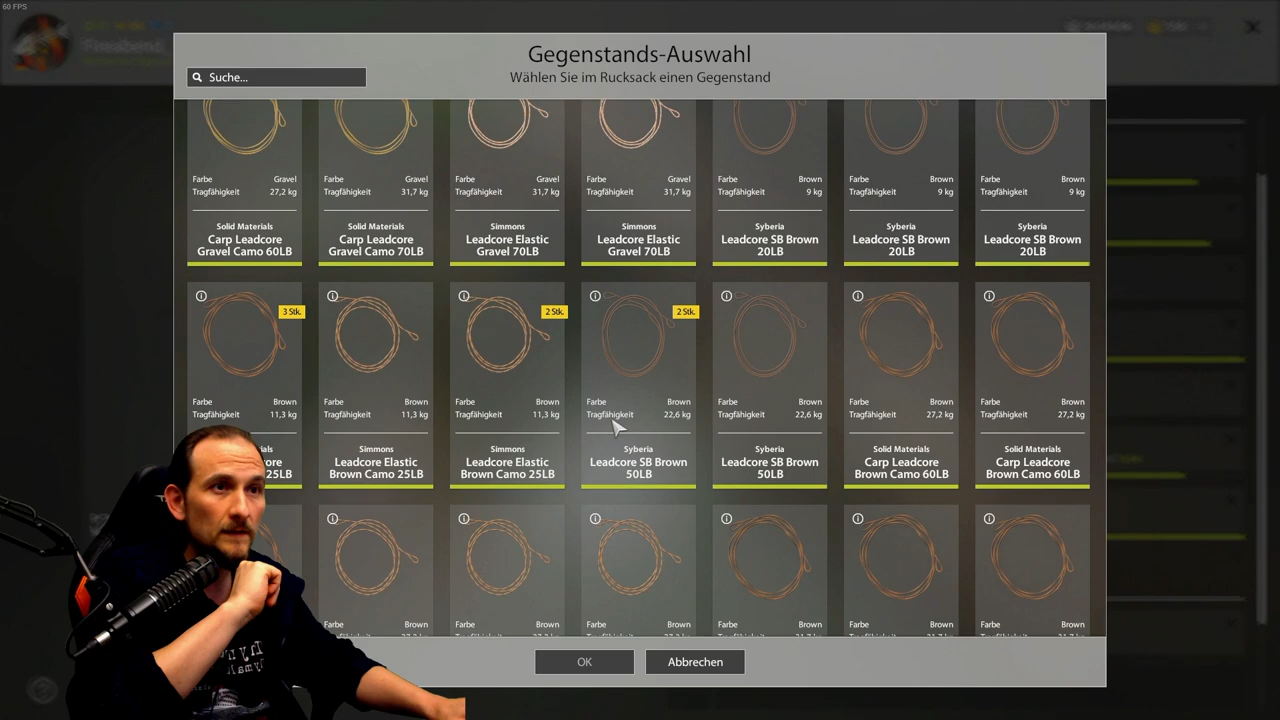 60 FPS
Gegenstands-Auswahl
Wählen Sie im Rucksack einen Gegenstand
Suche...
Farbe Gravel
Tragfähigkeit 27,2 kg
Solid Materials
Carp Leadcore
Gravel Camo 60LB
Farbe Gravel
Tragfähigkeit 31,7 kg
Solid Materials
Carp Leadcore
Gravel Camo 70LB
Farbe Gravel
Tragfähigkeit 31,7 kg
Simmons
Leadcore Elastic
Gravel 70LB
Farbe Gravel
Tragfähigkeit 31,7 kg
Simmons
Leadcore Elastic
Gravel 70LB
Farbe Brown
Tragfähigkeit 9 kg
Syberia
Leadcore SB Brown
20LB
Farbe Brown
Tragfähigkeit 9 kg
Syberia
Leadcore SB Brown
20LB
Farbe Brown
Tragfähigkeit 9 kg
Syberia
Leadcore SB Brown
20LB
3 Stk.
Farbe Brown
Tragfähigkeit 11,3 kg
25LB
Farbe Brown
Tragfähigkeit 11,3 kg
Simmons
Leadcore Elastic
Brown Camo 25LB
2 Stk.
Farbe Brown
Tragfähigkeit 11,3 kg
Simmons
Leadcore Elastic
Brown Camo 25LB
2 Stk.
Farbe Brown
Tragfähigkeit 22,6 kg
Syberia
Leadcore SB Brown
50LB
Farbe Brown
Tragfähigkeit 22,6 kg
Syberia
Leadcore SB Brown
50LB
Farbe Brown
Tragfähigkeit 27,2 kg
Solid Materials
Carp Leadcore
Brown Camo 60LB
Farbe Brown
Tragfähigkeit 27,2 kg
Solid Materials
Carp Leadcore
Brown Camo 60LB
Farbe Brown
Farbe Brown
Farbe Brown
Farbe Brown
Farbe Brown
Farbe Brown
OK
Abbrechen